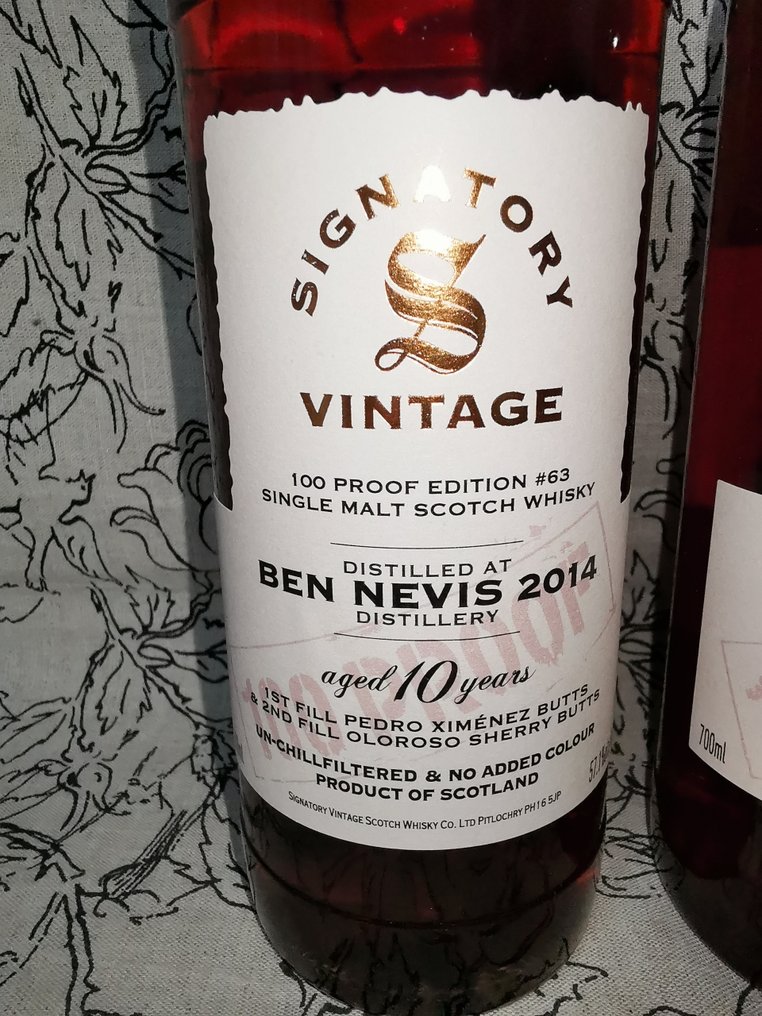 SIGNATORY
S
VINTAGE
100 PROOF EDITION #63
SINGLE MALT SCOTCH WHISKY
DISTILLED AT
BEN NEVIS 2014
DISTILLERY
100 PROOF
aged 10 years
1ST FILL PEDRO XIMÉNEZ BUTTS
& 2ND FILL OLOROSO SHERRY BUTTS
UN-CHILLFILTERED & NO ADDED COLOUR
PRODUCT OF SCOTLAND
SIGNATORY VINTAGE SCOTCH WHISKY CO. LTD PITLOCHRY PH16 5JP
700ml